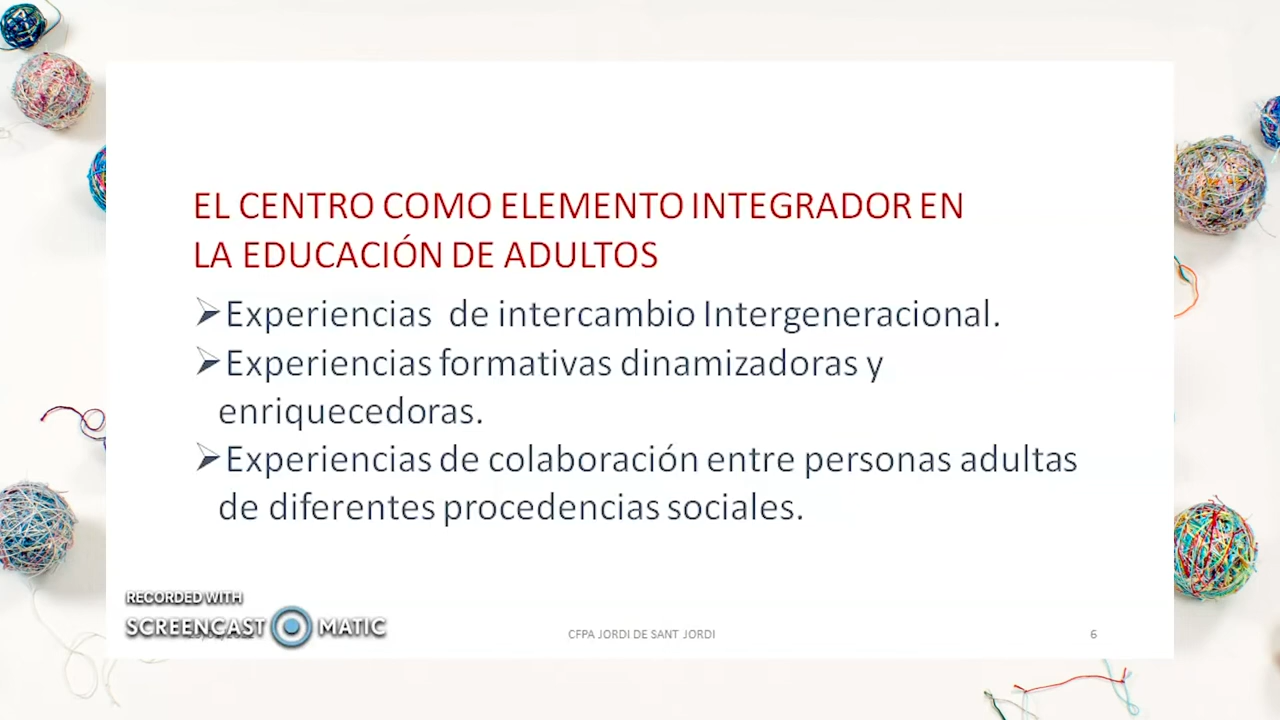 EL CENTRO COMO ELEMENTO INTEGRADOR EN
LA EDUCACIÓN DE ADULTOS
➢Experiencias de intercambio Intergeneracional.
➢Experiencias formativas dinamizadoras y
enriquecedoras.
➢Experiencias de colaboración entre personas adultas
de diferentes procedencias sociales.
RECORDED WITH
SCREENCAST MATIC
CFPA JORDI DE SANT JORDI
6